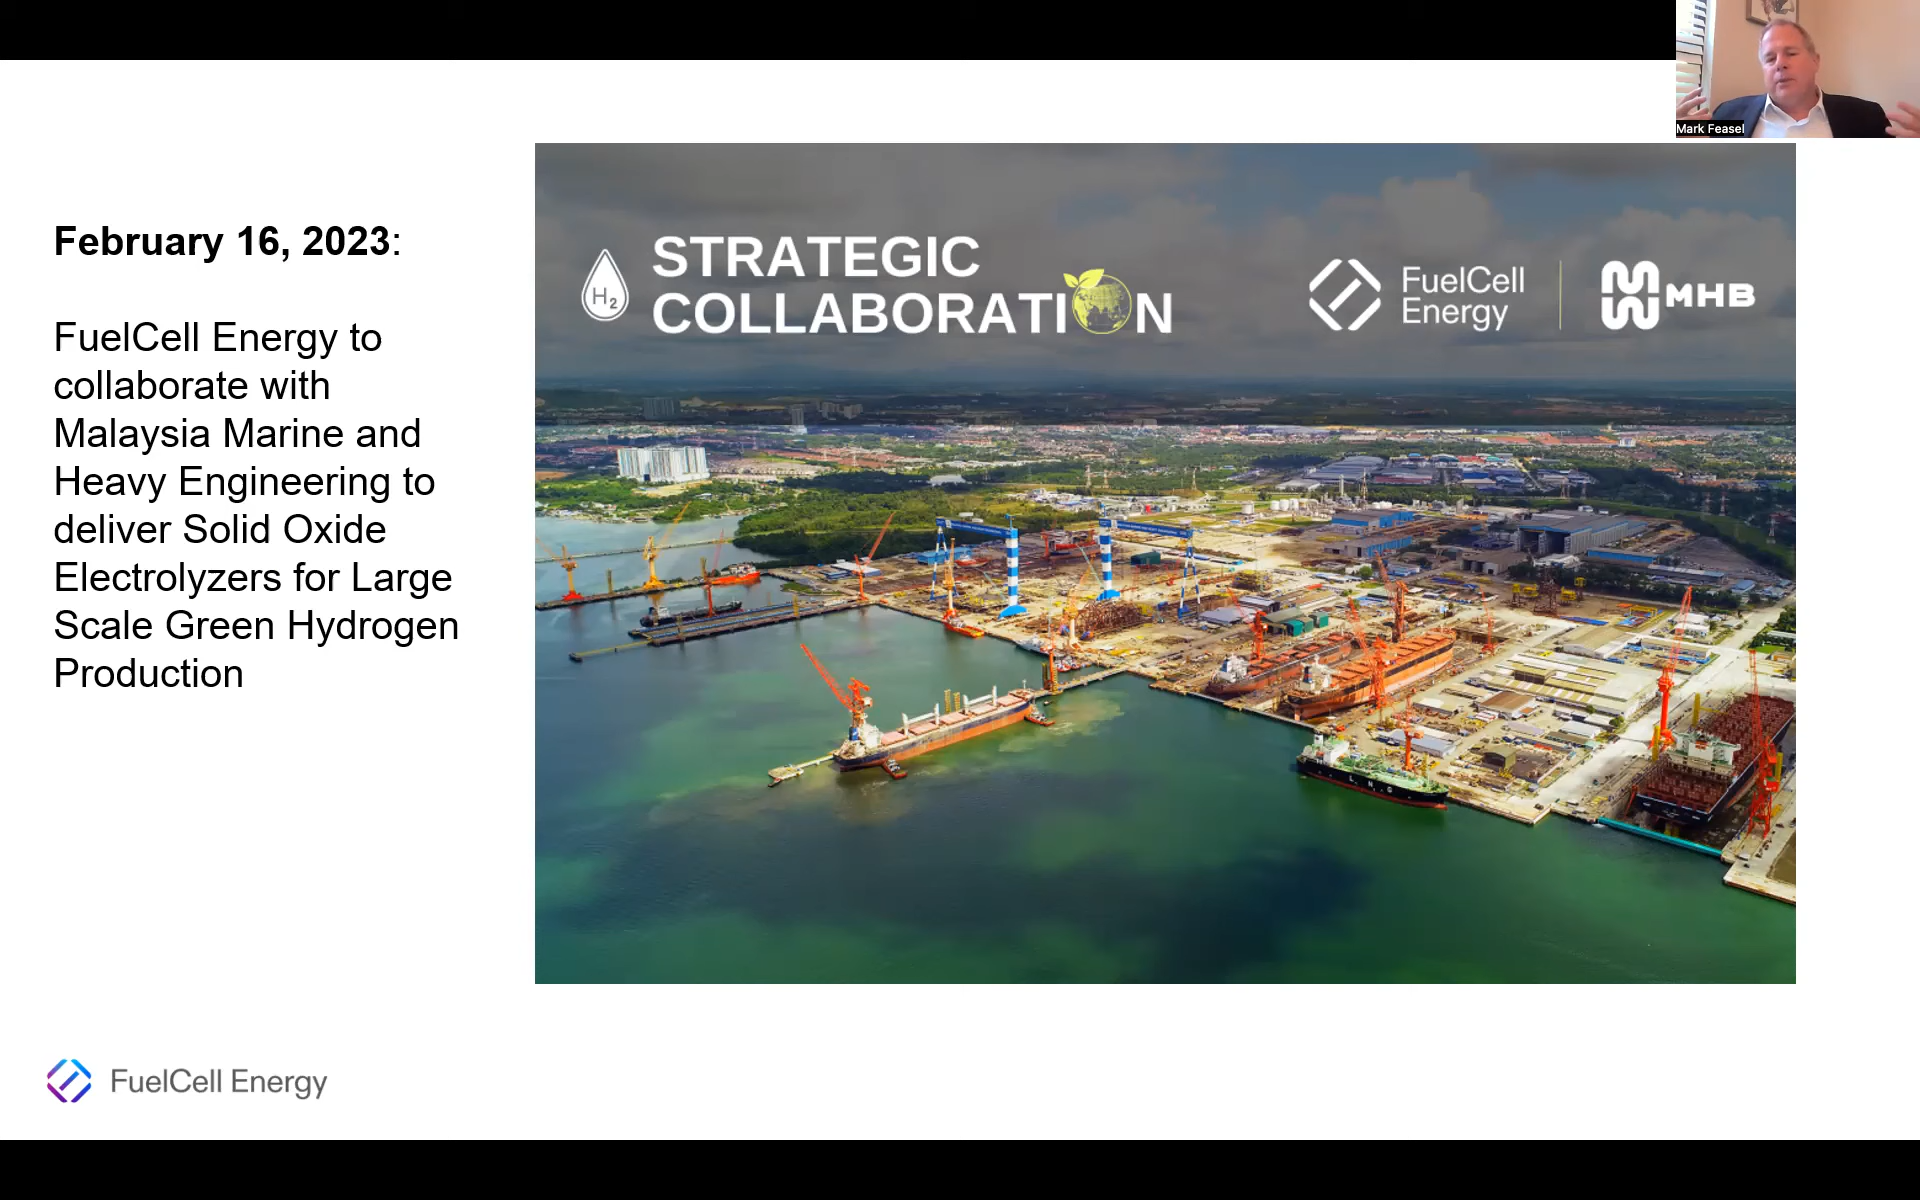 Mark Feasel
February 16, 2023:
FuelCell Energy to
collaborate with
Malaysia Marine and
Heavy Engineering to
deliver Solid Oxide
Electrolyzers for Large
Scale Green Hydrogen
Production
H2
STRATEGIC
COLLABORATION
FuelCell
Energy
MHB
LNG
FuelCell Energy